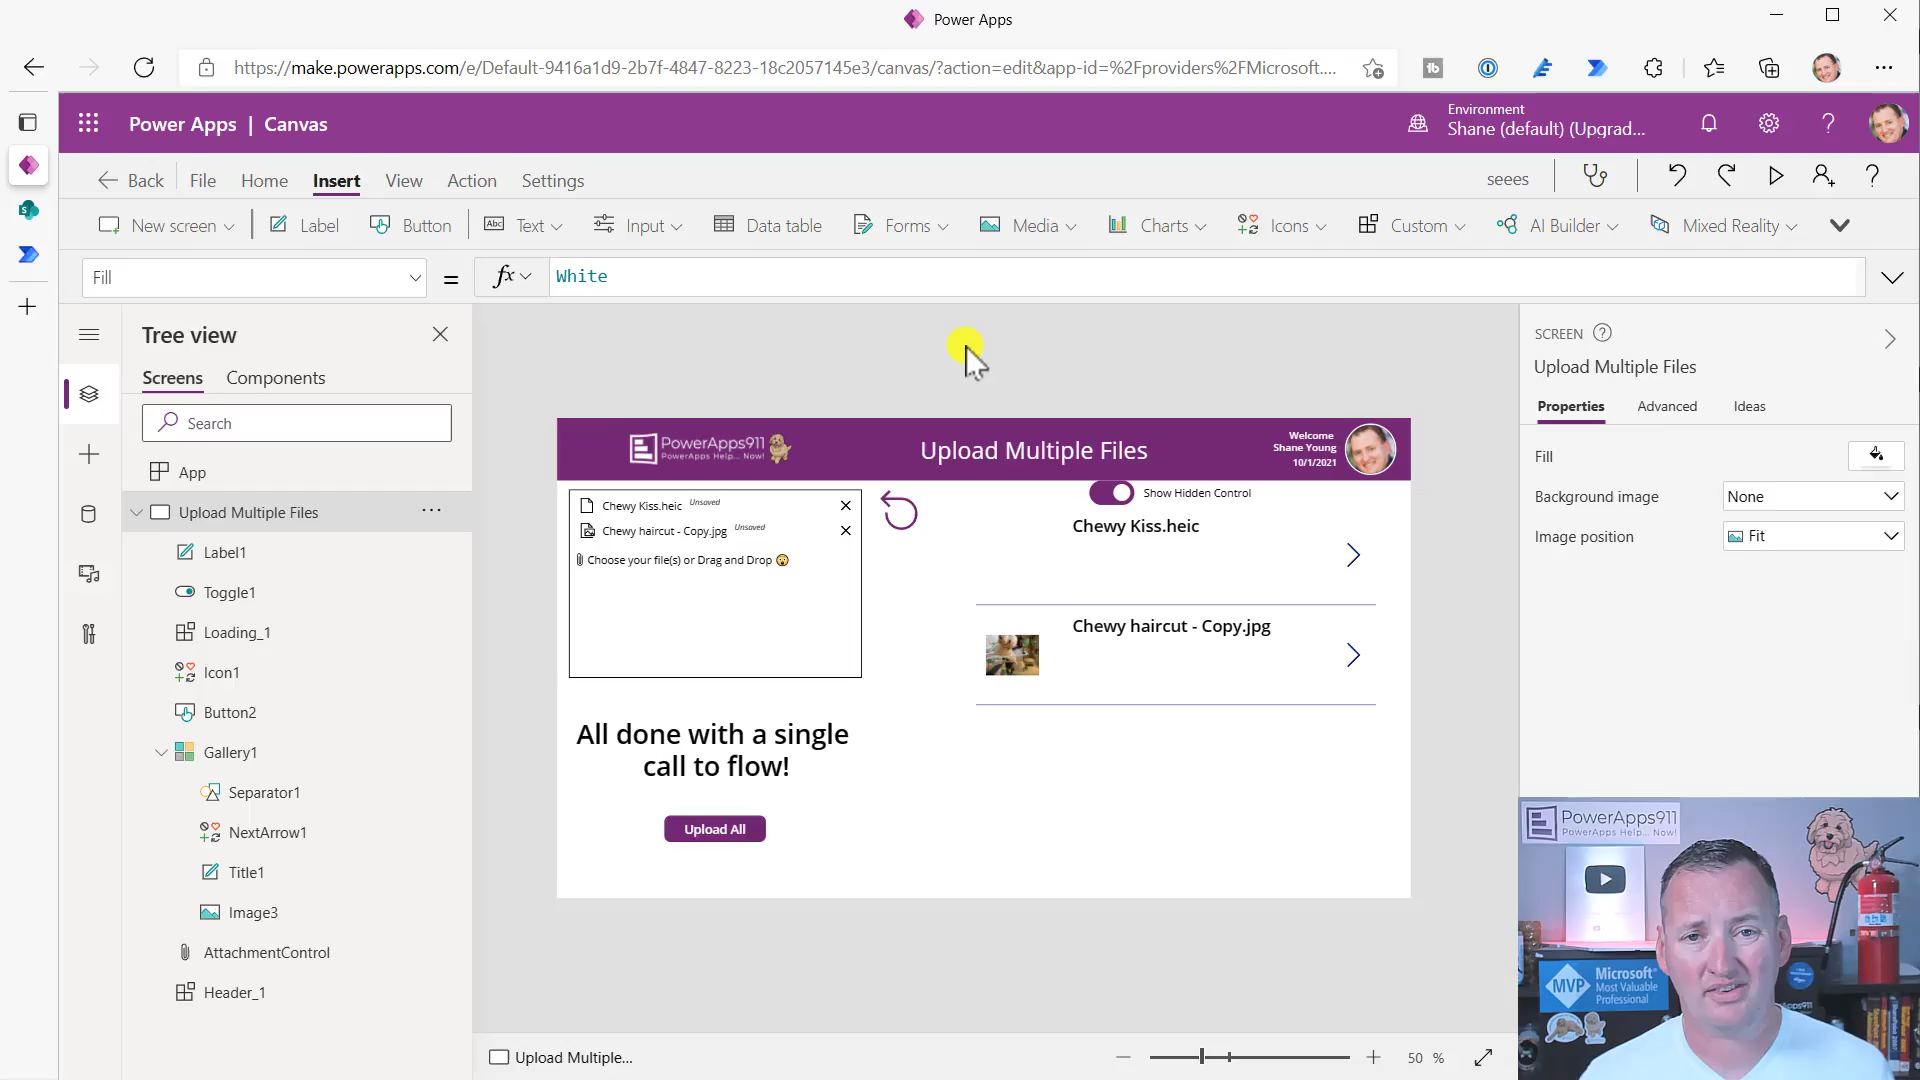 Power Apps
https://make.powerapps.com/e/Default-9416a1d9-2b7f-4847-8223-18c2057145e3/canvas/?action=edit&app-id=%2Fproviders%2FMicrosoft....
Power Apps | Canvas
Environment
Shane (default) (Upgrad...
Back
File
Home
Insert
View
Action
Settings
seees
New screen
Label
Button
Abc
Text
Input
Data table
Forms
Media
Charts
Icons
Custom
AI Builder
Mixed Reality
Fill
=
fx
White
Tree view
Screens
Components
Search
App
Upload Multiple Files
Label1
Toggle1
Loading_1
Icon1
Button2
Gallery1
Separator1
NextArrow1
Title1
Image3
AttachmentControl
Header_1
PowerApps911
PowerApps Help... Now!
Upload Multiple Files
Welcome
Shane Young
10/1/2021
Chewy Kiss.heic Unsaved
Chewy haircut - Copy.jpg Unsaved
Choose your file(s) or Drag and Drop 😲
Show Hidden Control
Chewy Kiss.heic
Chewy haircut - Copy.jpg
All done with a single
call to flow!
Upload All
SCREEN
Upload Multiple Files
Properties
Advanced
Ideas
Fill
Background image
None
Image position
Fit
PowerApps911
PowerApps Help... Now!
MVP
Microsoft
Most Valuable
Professional
Upload Multiple...
50 %